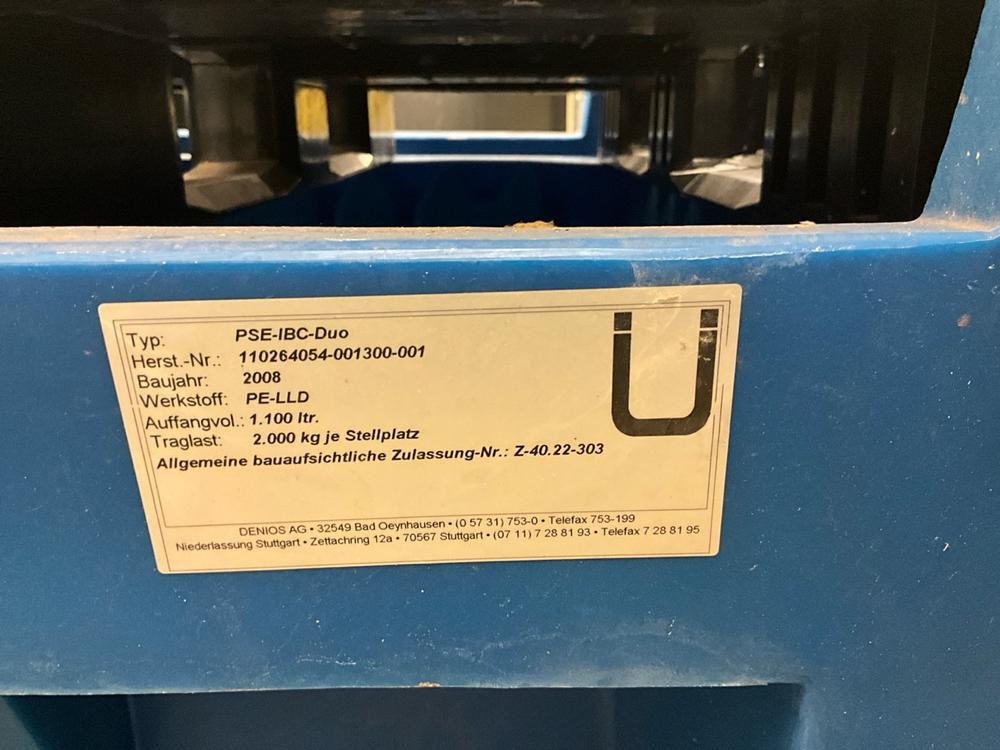 Typ: PSE-IBC-Duo
Herst.-Nr.: 110264054-001300-001
Baujahr: 2008
Werkstoff: PE-LLD
Auffangvol.: 1.100 ltr.
Traglast: 2.000 kg je Stellplatz
Allgemeine bauaufsichtliche Zulassung-Nr.: Z-40.22-303
Ü
DENIOS AG • 32549 Bad Oeynhausen • (0 57 31) 753-0 • Telefax 753-199
Niederlassung Stuttgart • Zettachring 12a • 70567 Stuttgart • (07 11) 7 28 81 93 • Telefax 7 28 81 95